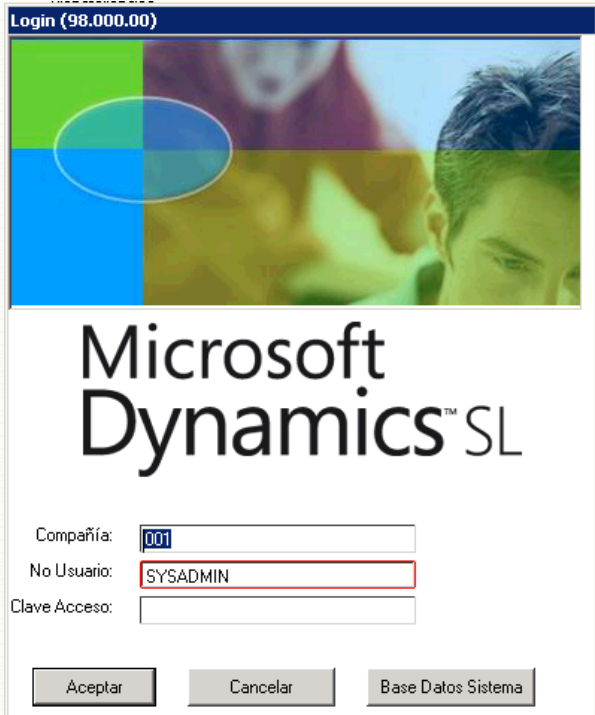 Login (98.000.00)
Microsoft
Dynamics™ SL
Compañía: 001
No Usuario: SYSADMIN
Clave Acceso:
Aceptar Cancelar Base Datos Sistema